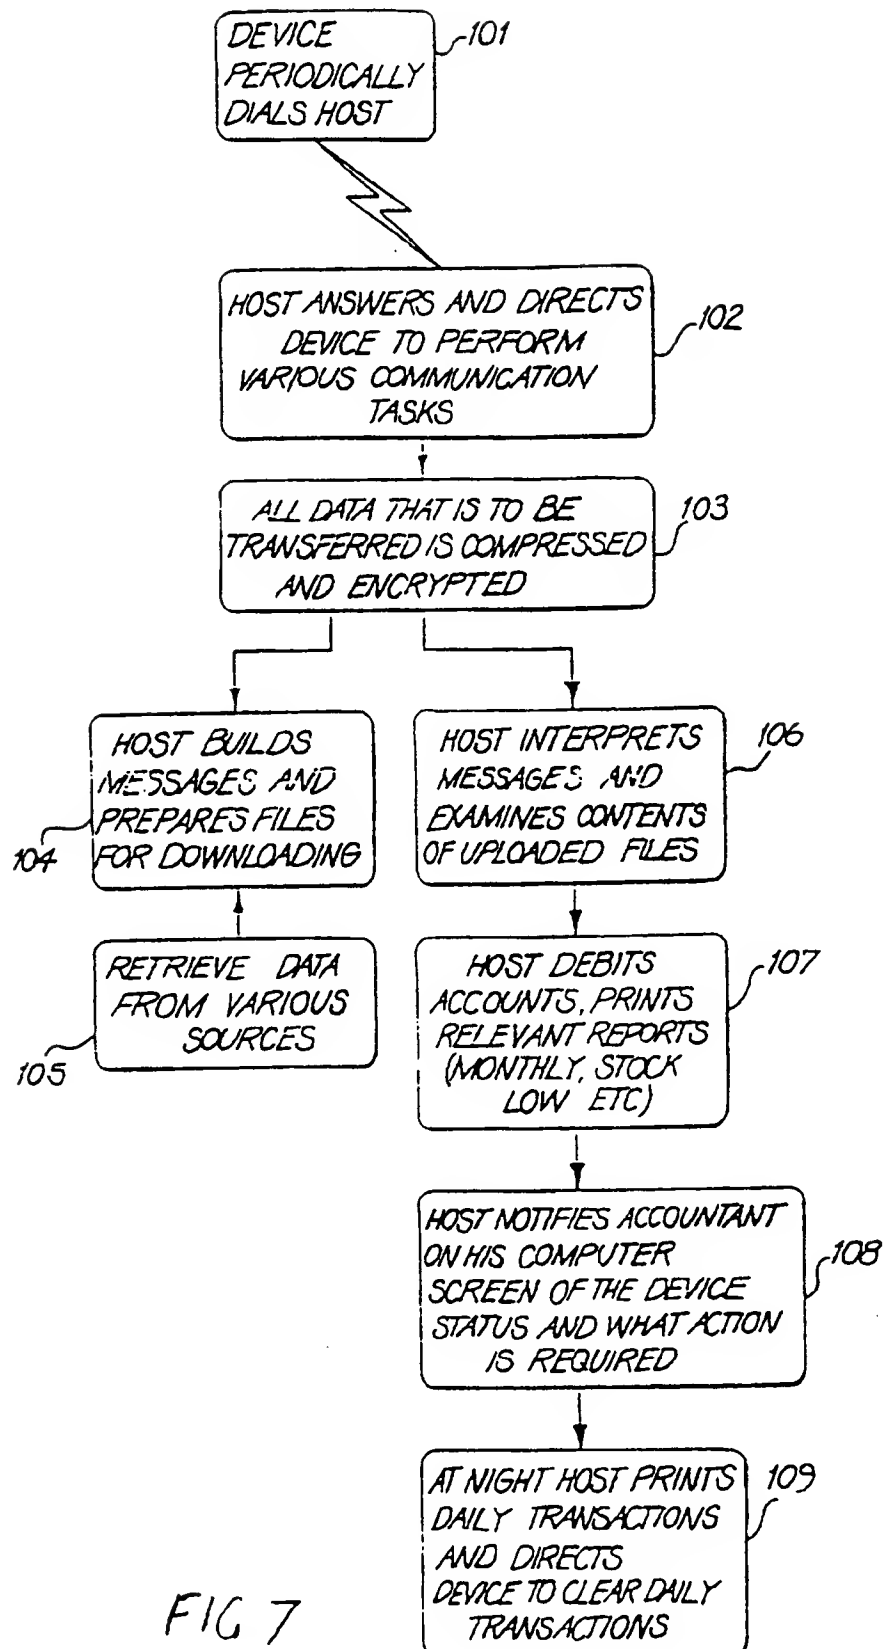 DEVICE
PERIODICALLY
DIALS HOST
101
HOST ANSWERS AND DIRECTS
DEVICE TO PERFORM
VARIOUS COMMUNICATION
TASKS
102
ALL DATA THAT IS TO BE
TRANSFERRED IS COMPRESSED
AND ENCRYPTED
103
HOST BUILDS
MESSAGES AND
PREPARES FILES
FOR DOWNLOADING
104
RETRIEVE DATA
FROM VARIOUS
SOURCES
105
HOST INTERPRETS
MESSAGES AND
EXAMINES CONTENTS
OF UPLOADED FILES
106
HOST DEBITS
ACCOUNTS, PRINTS
RELEVANT REPORTS
(MONTHLY, STOCK
LOW ETC)
107
HOST NOTIFIES ACCOUNTANT
ON HIS COMPUTER
SCREEN OF THE DEVICE
STATUS AND WHAT ACTION
IS REQUIRED
108
AT NIGHT HOST PRINTS
DAILY TRANSACTIONS
AND DIRECTS
DEVICE TO CLEAR DAILY
TRANSACTIONS
109
FIG 7